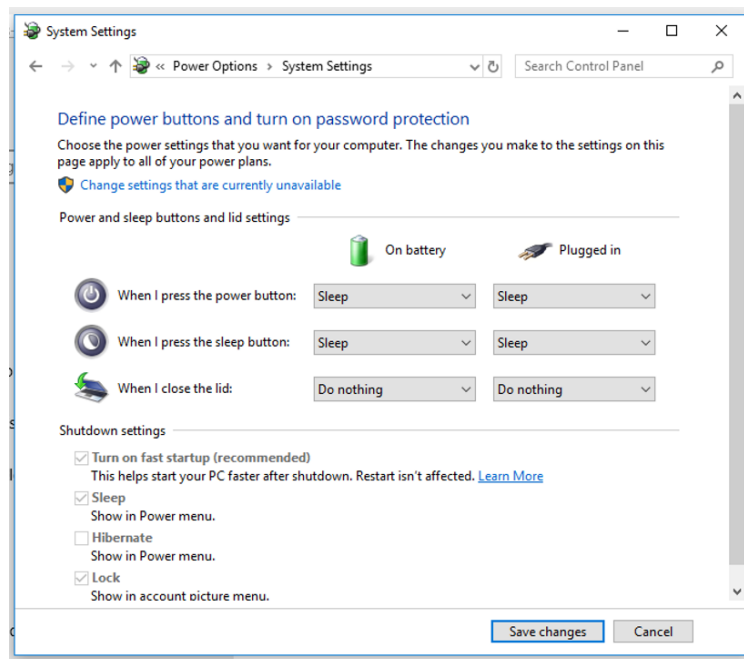 System Settings
« Power Options > System Settings
Search Control Panel
Define power buttons and turn on password protection
Choose the power settings that you want for your computer. The changes you make to the settings on this
page apply to all of your power plans.
Change settings that are currently unavailable
Power and sleep buttons and lid settings
On battery
Plugged in
When I press the power button: Sleep Sleep
When I press the sleep button: Sleep Sleep
When I close the lid: Do nothing Do nothing
Shutdown settings
Turn on fast startup (recommended)
This helps start your PC faster after shutdown. Restart isn't affected. Learn More
Sleep
Show in Power menu.
Hibernate
Show in Power menu.
Lock
Show in account picture menu.
Save changes
Cancel